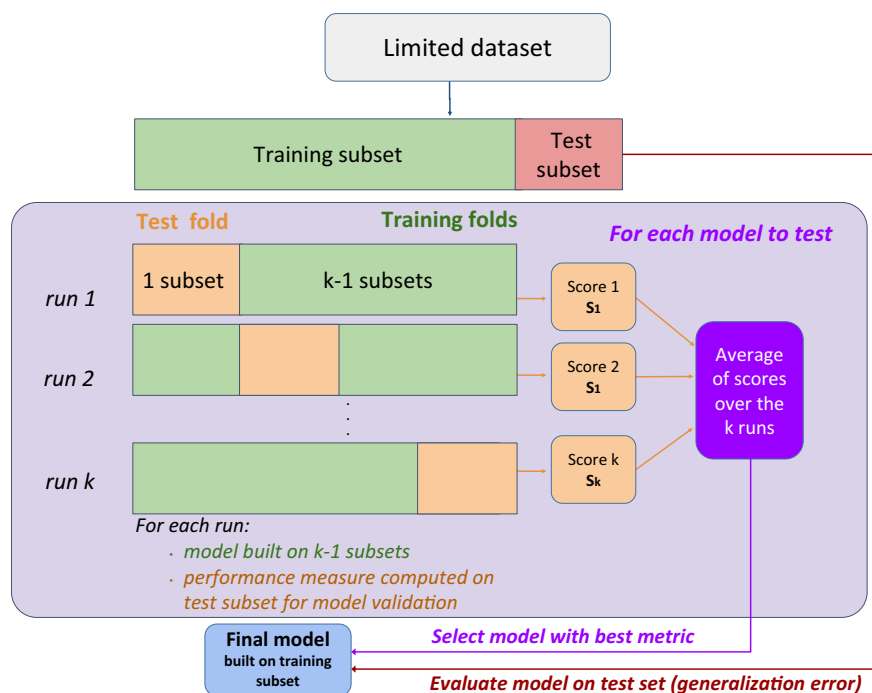 Limited dataset
Training subset
Test
subset
Test fold
Training folds
For each model to test
run 1
1 subset
k-1 subsets
Score 1
S1
run 2
Score 2
S1
Average
of scores
over the
k runs
run k
Score k
Sk
For each run:
· model built on k-1 subsets
· performance measure computed on
test subset for model validation
Final model
built on training
subset
Select model with best metric
Evaluate model on test set (generalization error)